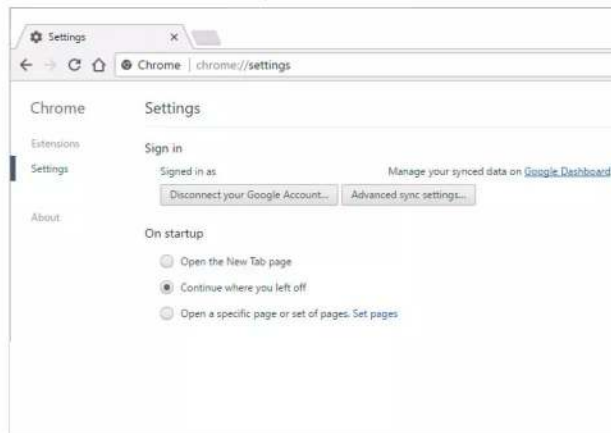 Settings
Chrome | chrome://settings
Chrome
Settings
Extensions
Settings
About
Sign in
Signed in as
Manage your synced data on Google Dashboard
Disconnect your Google Account...
Advanced sync settings...
On startup
Open the New Tab page
Continue where you left off
Open a specific page or set of pages. Set pages